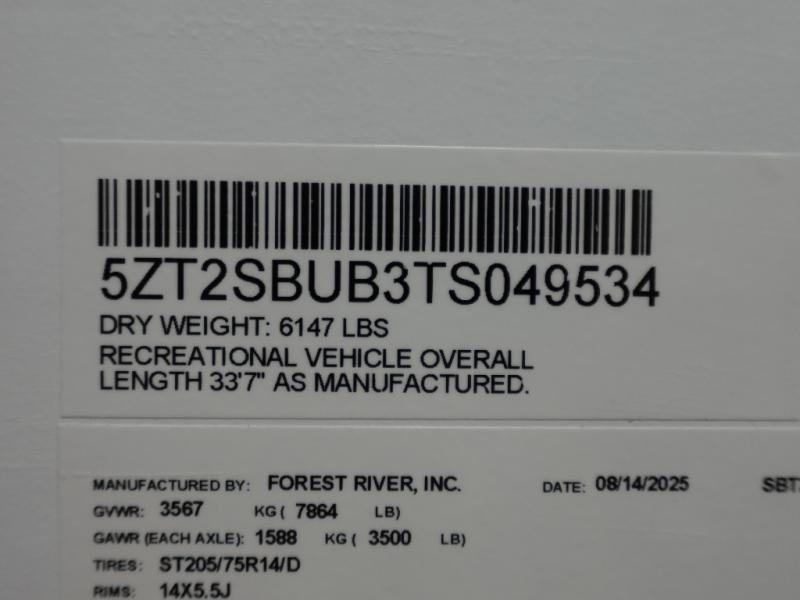 5ZT2SBUB3TS049534
DRY WEIGHT: 6147 LBS
RECREATIONAL VEHICLE OVERALL
LENGTH 33'7" AS MANUFACTURED.
MANUFACTURED BY: FOREST RIVER, INC. DATE: 08/14/2025
GVWR: 3567 KG ( 7864 LB)
GAWR (EACH AXLE): 1588 KG ( 3500 LB)
TIRES: ST205/75R14/D
RIMS: 14X5.5J